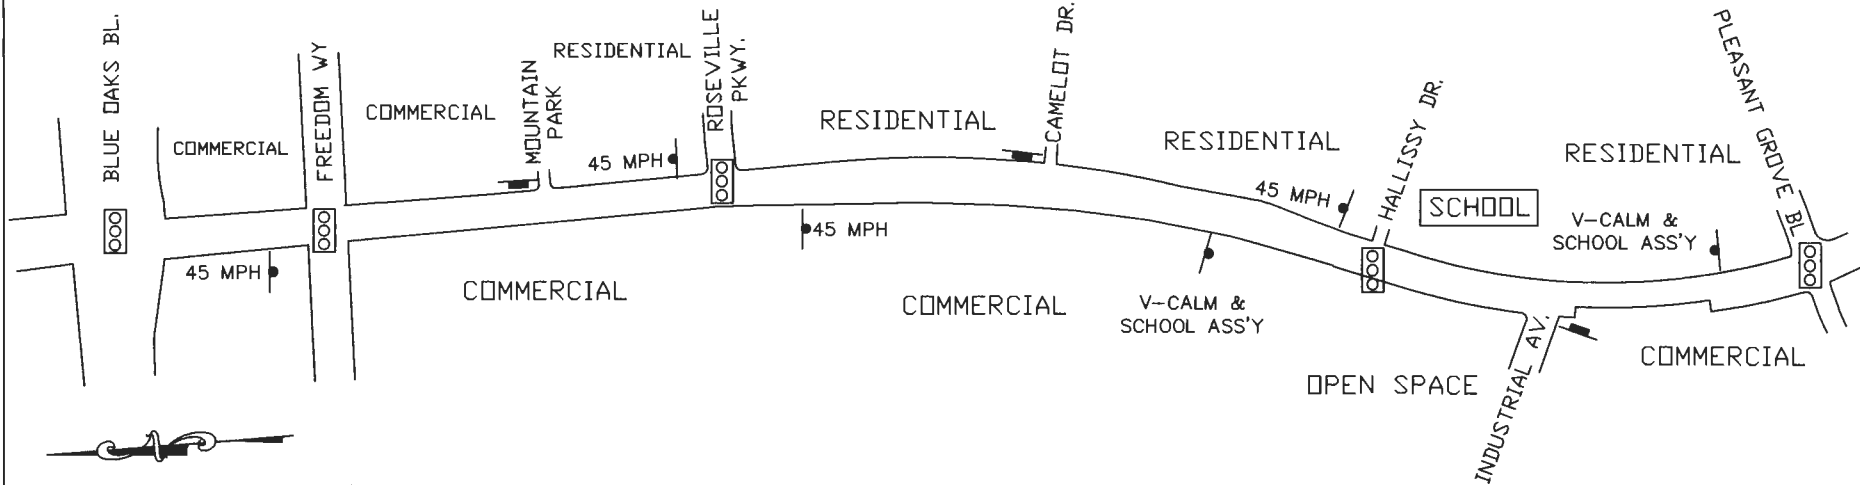 BLUE OAKS BL.
COMMERCIAL
FREEDOM WY
COMMERCIAL
MOUNTAIN
PARK
RESIDENTIAL
45 MPH
ROSEVILLE
PKWY.
RESIDENTIAL
CAMELOT DR.
RESIDENTIAL
45 MPH
HALLISSY DR.
SCHOOL
RESIDENTIAL
V-CALM &
SCHOOL ASS'Y
PLEASANT GROVE BL
45 MPH
COMMERCIAL
45 MPH
COMMERCIAL
V-CALM &
SCHOOL ASS'Y
OPEN SPACE
INDUSTRIAL AV.
COMMERCIAL